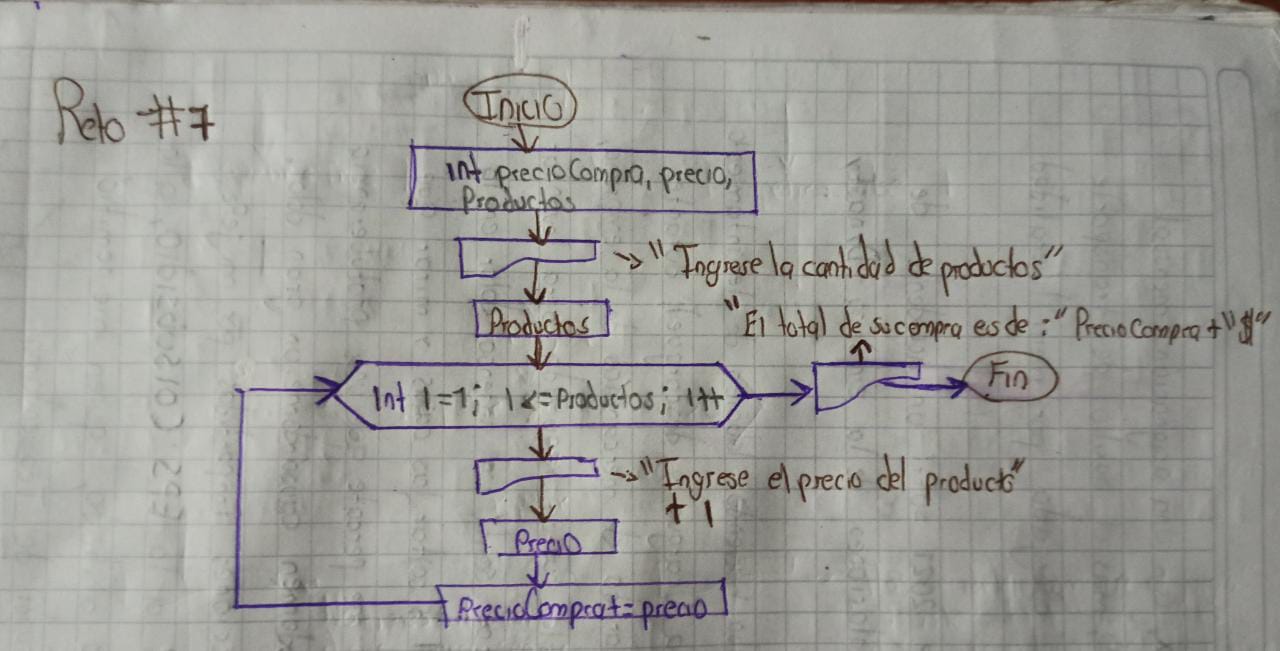 Reto #7
Inicio
Int precioCompra, precio,
Productos
"Ingrese la cantidad de productos"
Productos
"El total de su compra es de :" PrecioCompra + "$"
Int I=1; I<=Productos; I++
Fin
"Ingrese el precio del producto"
+ I
Precio
PrecioCompra+=precio